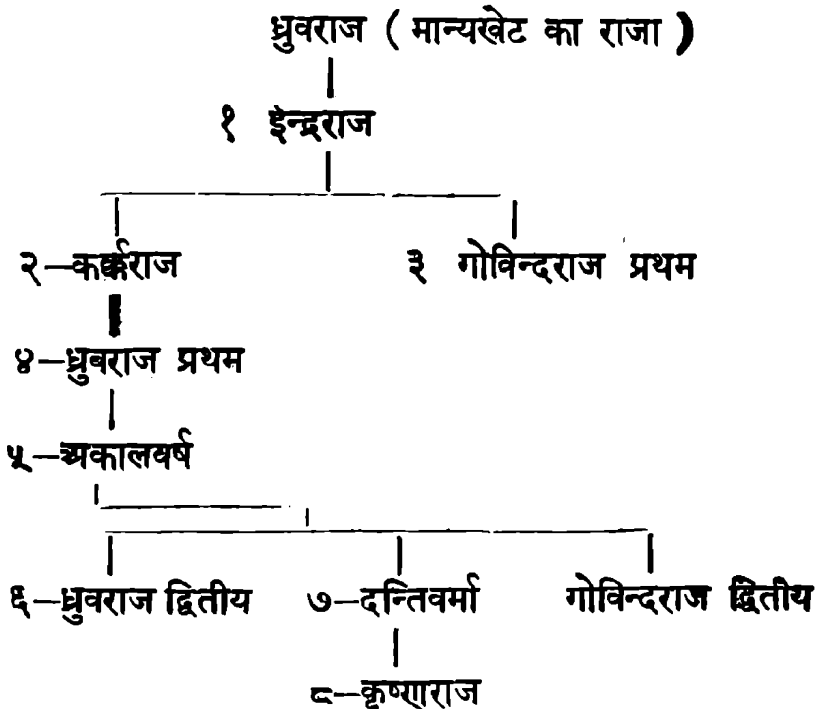 ध्रुवराज ( मान्यखेट का राजा )
१ इन्द्रराज
२—कर्क्कराज ३ गोविन्दराज प्रथम
४—ध्रुबराज प्रथम
५—अकालवर्ष
६—ध्रुवराज द्वितीय ७—दन्तिवर्मा गोविन्दराज द्वितीय
८—कृष्णराज